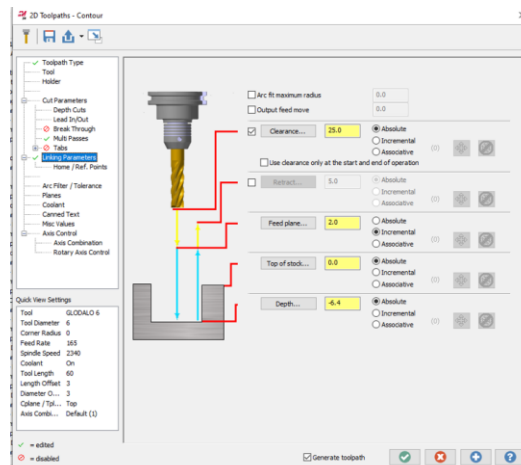 2D Toolpaths - Contour
Toolpath Type
Tool
Holder
Cut Parameters
Depth Cuts
Lead In/Out
Break Through
Multi Passes
Tabs
Linking Parameters
Home / Ref. Points
Arc Filter / Tolerance
Planes
Coolant
Canned Text
Misc Values
Axis Control
Axis Combination
Rotary Axis Control
Quick View Settings
Tool GLODALO 6
Tool Diameter 6
Corner Radius 0
Feed Rate 165
Spindle Speed 2340
Coolant On
Tool Length 60
Length Offset 3
Diameter O... 3
Cplane / Tpl... Top
Axis Combi... Default (1)
= edited
= disabled
Arc fit maximum radius 0.0
Output feed move 0.0
Clearance... 25.0 Absolute
Incremental
Associative (0)
Use clearance only at the start and end of operation
Retract... 5.0 Absolute
Incremental
Associative (0)
Feed plane... 2.0 Absolute
Incremental
Associative (0)
Top of stock... 0.0 Absolute
Incremental
Associative (0)
Depth... -6.4 Absolute
Incremental
Associative (0)
Generate toolpath